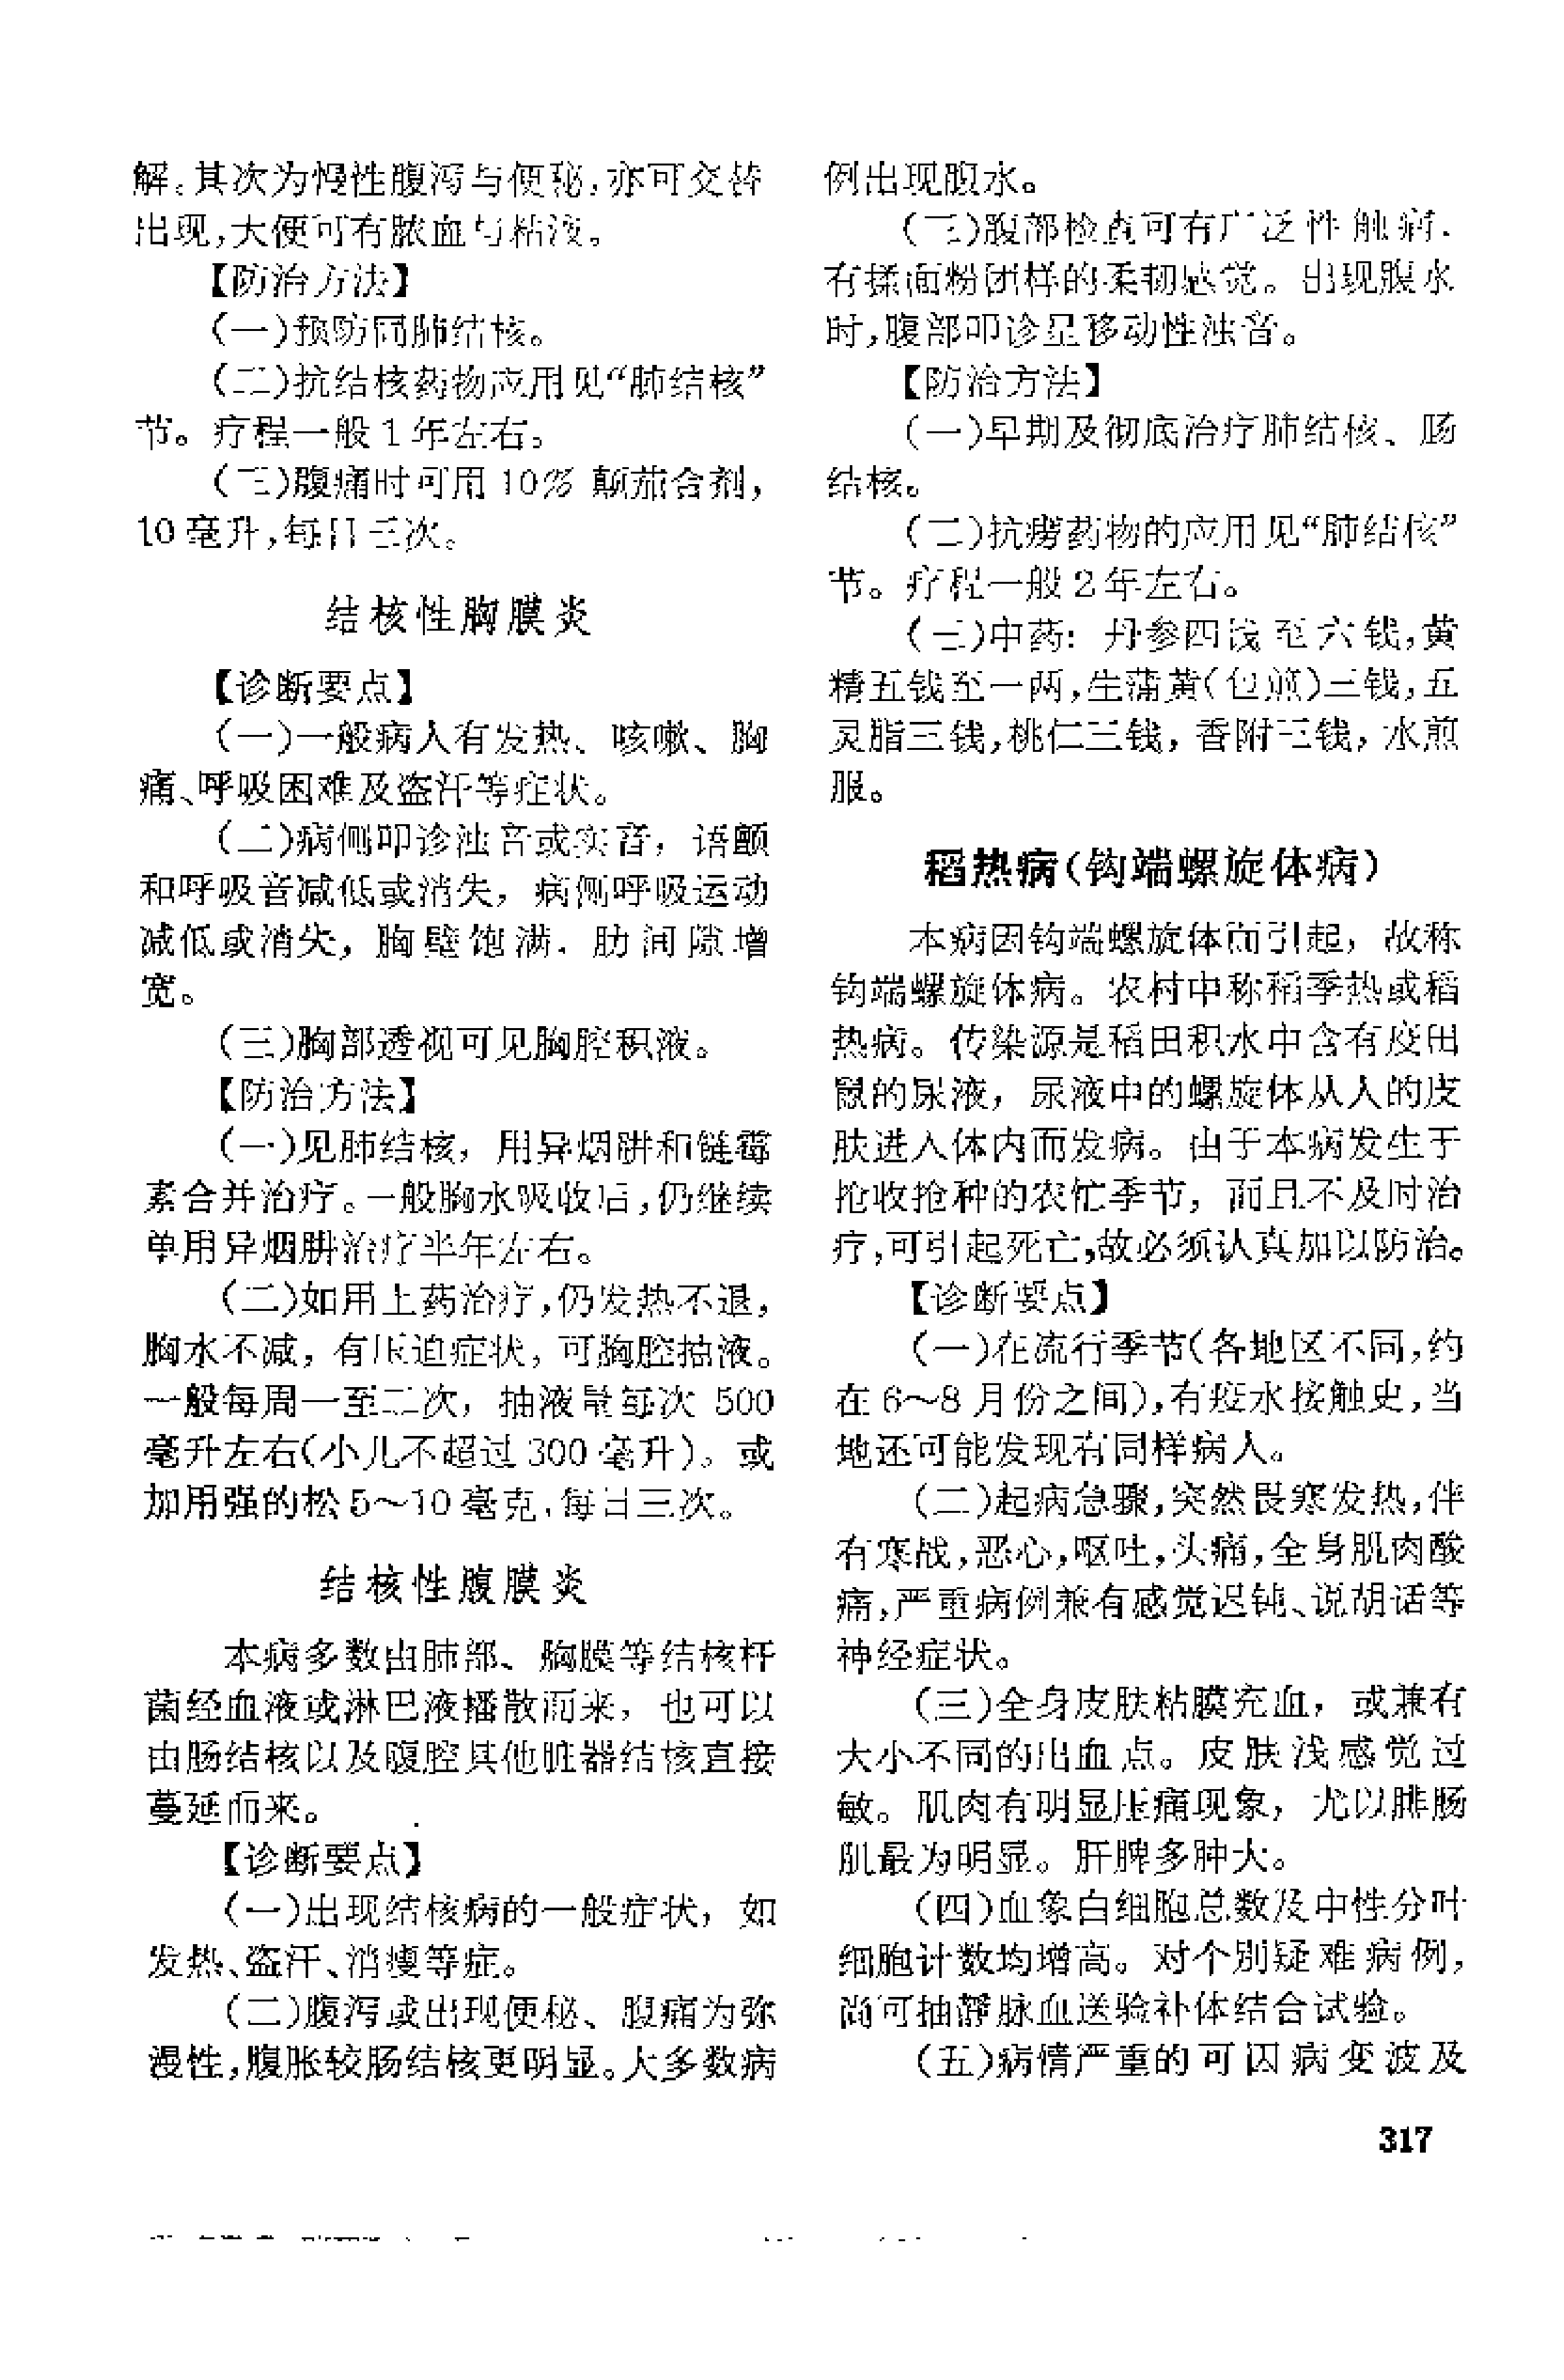 解。其次为慢性腹泻与便秘,亦可交替
出现,大便可有脓血与粘液。
【防治方法】
(一)预防同肺结核。
(二)抗结核药物应用见“肺结核”
节。疗程一般1年左右。
(三)腹痛时可用10% 颠茄合剂,
10毫升,每日三次。
结核性胸膜炎
【诊断要点】
(一)一般病人有发热、咳嗽、胸
痛、呼吸困难及盗汗等症状。
(二)病侧叩诊浊音或实音,语颤
和呼吸音减低或消失,病侧呼吸运动
减低或消失,胸壁饱满,肋间隙增
宽。
(三)胸部透视可见胸腔积液。
【防治方法】
(一)见肺结核,用异烟肼和链霉
素合并治疗。一般胸水吸收后,仍继续
单用异烟肼治疗半年左右。
(二)如用上药治疗,仍发热不退,
胸水不减,有压迫症状,可胸腔抽液。
一般每周一至二次,抽液量每次 500
毫升左右(小儿不超过300毫升)。或
加用强的松5~10毫克,每日三次。
结核性腹膜炎
本病多数由肺部、胸膜等结核杆
菌经血液或淋巴液播散而来,也可以
由肠结核以及腹腔其他脏器结核直接
蔓延而来。
【诊断要点】
(一)出现结核病的一般症状,如
发热、盗汗、消瘦等症。
(二)腹泻或出现便秘、腹痛为弥
漫性,腹胀较肠结核更明显。大多数病
例出现腹水。
(三)腹部检查可有广泛性触痛,
有揉面粉团样的柔韧感觉。出现腹水
时,腹部叩诊呈移动性浊音。
【防治方法】
(一)早期及彻底治疗肺结核、肠
结核。
(二)抗痨药物的应用见“肺结核”
节。疗程一般2年左右。
(三)中药:丹参四钱至六钱,黄
精五钱至一两,生蒲黄(包煎)三钱,五
灵脂三钱,桃仁三钱,香附三钱,水煎
服。
稻热病(钩端螺旋体病)
本病因钩端螺旋体而引起,故称
钩端螺旋体病。农村中称稻季热或稻
热病。传染源是稻田积水中含有疫田
鼠的尿液,尿液中的螺旋体从人的皮
肤进入体内而发病。由于本病发生于
抢收抢种的农忙季节,而且不及时治
疗,可引起死亡,故必须认真加以防治。
【诊断要点】
(一)在流行季节(各地区不同,约
在6~8月份之间),有疫水接触史,当
地还可能发现有同样病人。
(二)起病急骤,突然畏寒发热,伴
有寒战,恶心,呕吐,头痛,全身肌肉酸
痛,严重病例兼有感觉迟钝、说胡话等
神经症状。
(三)全身皮肤粘膜充血,或兼有
大小不同的出血点。皮肤浅感觉过
敏。肌肉有明显压痛现象,尤以腓肠
肌最为明显。肝脾多肿大。
(四)血象白细胞总数及中性分叶
细胞计数均增高。对个别疑难病例,
尚可抽静脉血送验补体结合试验。
(五)病情严重的可因病变波及
317